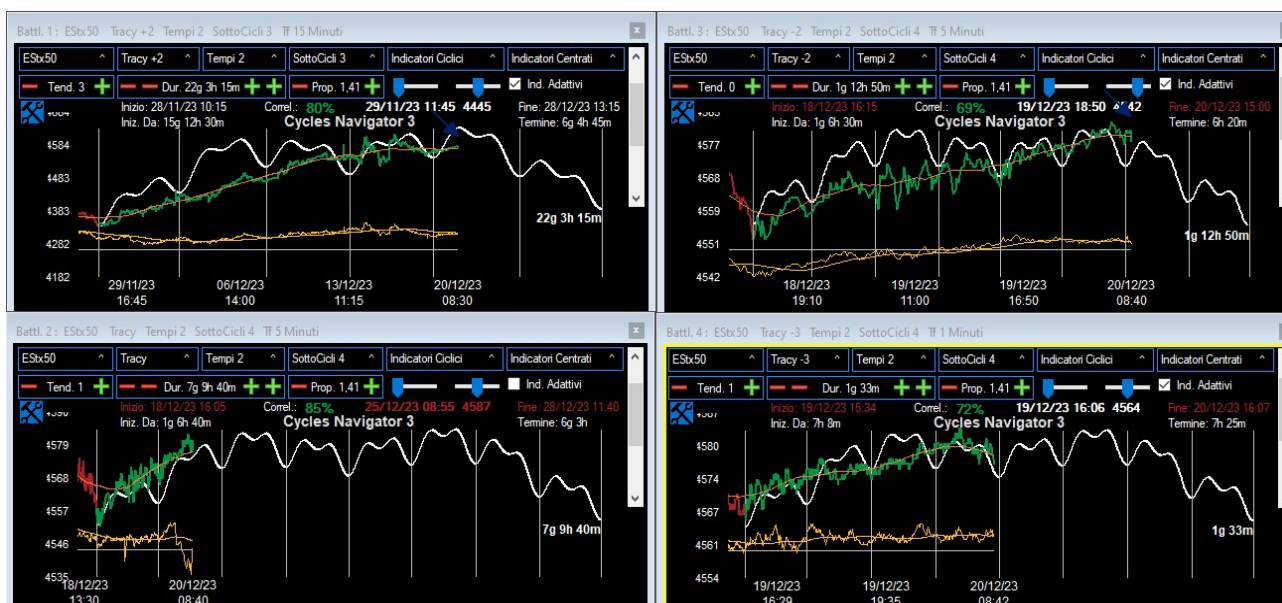 Battl. 1 : EStx50 Tracy +2 Tempi 2 SottoCicli 3 Tf 15 Minuti
EStx50 ^ Tracy +2 ^ Tempi 2 ^ SottoCicli 3 ^ Indicatori Ciclici ^ Indicatori Centrati ^
Tend. 3 Dur. 22g 3h 15m Prop. 1,41 Ind. Adattivi
Inizio: 28/11/23 10:15 Correl.: 80% 29/11/23 11:45 4445 Fine: 28/12/23 13:15
Iniz. Da: 15g 12h 30m Cycles Navigator 3 Termine: 6g 4h 45m
4684
4584
4483
4383
22g 3h 15m
4282
4182
29/11/23 06/12/23 13/12/23 20/12/23
16:45 14:00 11:15 08:30
Battl. 3 : EStx50 Tracy -2 Tempi 2 SottoCicli 4 Tf 5 Minuti
EStx50 ^ Tracy -2 ^ Tempi 2 ^ SottoCicli 4 ^ Indicatori Ciclici ^ Indicatori Centrati ^
Tend. 0 Dur. 1g 12h 50m Prop. 1,41 Ind. Adattivi
Inizio: 18/12/23 16:15 Correl.: 69% 19/12/23 18:50 Fine: 20/12/23 15:00
Iniz. Da: 1g 6h 30m Cycles Navigator 3 Termine: 6h 20m
4585
4577
4568
4559
1g 12h 50m
4551
4542
18/12/23 19/12/23 19/12/23 20/12/23
19:10 11:00 16:50 08:40
Battl. 2 : EStx50 Tracy Tempi 2 SottoCicli 4 Tf 5 Minuti
EStx50 ^ Tracy ^ Tempi 2 ^ SottoCicli 4 ^ Indicatori Ciclici ^ Indicatori Centrati ^
Tend. 1 Dur. 7g 9h 40m Prop. 1,41 Ind. Adattivi
Inizio: 18/12/23 16:05 Correl.: 85% 25/12/23 08:55 4587 Fine: 28/12/23 11:40
Iniz. Da: 1g 6h 40m Cycles Navigator 3 Termine: 6g 3h
4590
4579
4568
4557
7g 9h 40m
4546
4535
18/12/23 20/12/23
13:30 08:40
Battl. 4 : EStx50 Tracy -3 Tempi 2 SottoCicli 4 Tf 1 Minuti
EStx50 ^ Tracy -3 ^ Tempi 2 ^ SottoCicli 4 ^ Indicatori Ciclici ^ Indicatori Centrati ^
Tend. 1 Dur. 1g 33m Prop. 1,41 Ind. Adattivi
Inizio: 19/12/23 15:34 Correl.: 72% 19/12/23 16:06 4564 Fine: 20/12/23 16:07
Iniz. Da: 7h 8m Cycles Navigator 3 Termine: 7h 25m
4587
4580
4574
4567
1g 33m
4561
4554
19/12/23 19/12/23 20/12/23
16:29 19:35 08:42